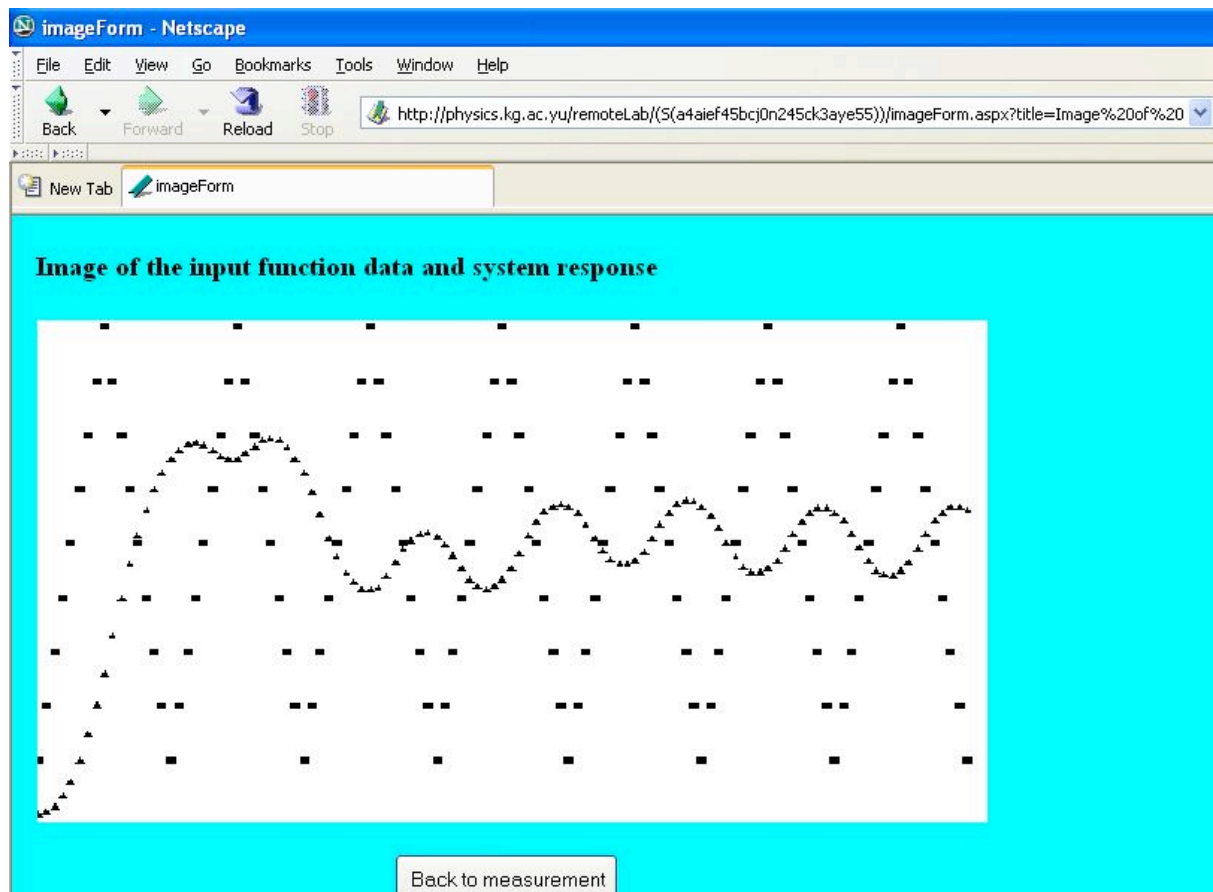 imageForm - Netscape
File Edit View Go Bookmarks Tools Window Help
Back Forward Reload Stop
http://physics.kg.ac.yu/remoteLab/(S(a4aief45bcj0n245ck3aye55))/imageForm.aspx?title=Image%20of%20
New Tab imageForm
Image of the input function data and system response
Back to measurement